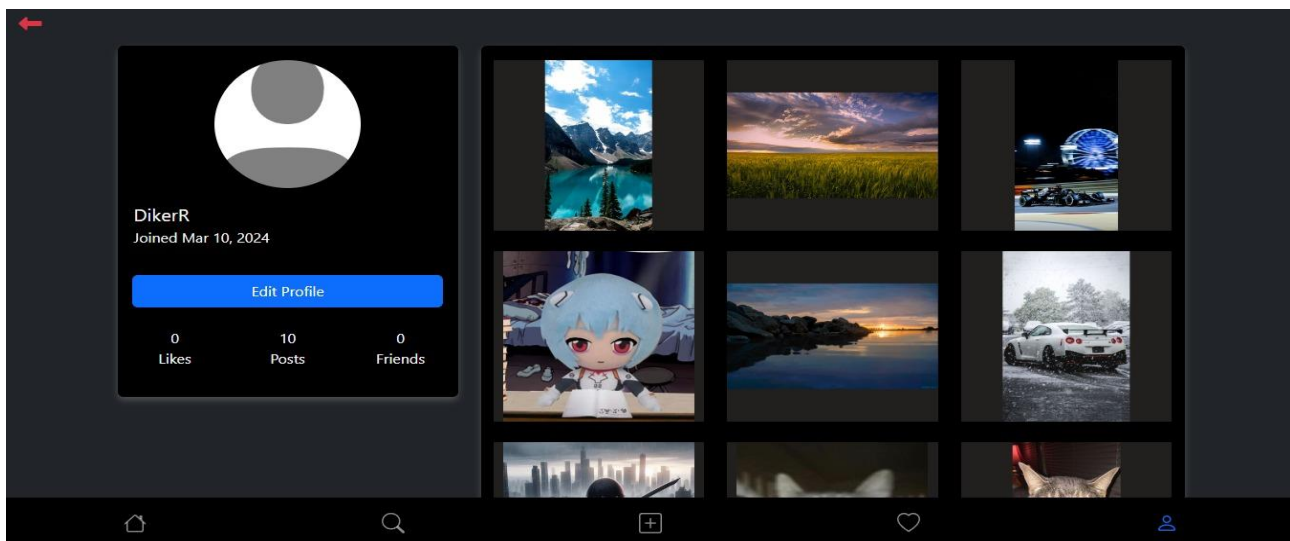 DikerR
Joined Mar 10, 2024
Edit Profile
0 10 0
Likes Posts Friends